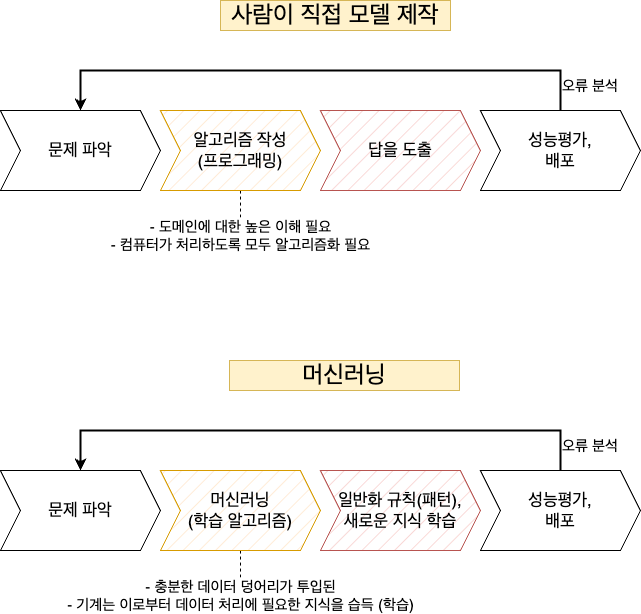 사람이 직접 모델 제작
오류 분석
문제 파악
알고리즘 작성
(프로그래밍)
답을 도출
성능평가,
배포
- 도메인에 대한 높은 이해 필요
- 컴퓨터가 처리하도록 모두 알고리즘화 필요
머신러닝
오류 분석
문제 파악
머신러닝
(학습 알고리즘)
일반화 규칙(패턴),
새로운 지식 학습
성능평가,
배포
- 충분한 데이터 덩어리가 투입된
- 기계는 이로부터 데이터 처리에 필요한 지식을 습득 (학습)